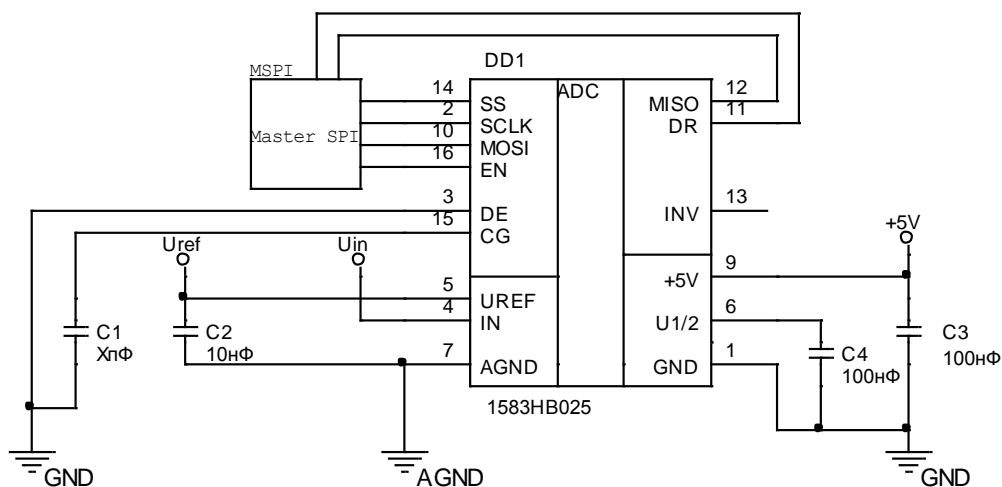 DD1
MSPI
Master SPI
14
2
10
16
3
15
5
4
7
SS
SCLK
MOSI
EN
DE
CG
UREF
IN
AGND
ADC
MISO
DR
INV
+5V
U1/2
GND
12
11
13
9
6
1
Uref
Uin
+5V
C1
XпФ
C2
10нФ
C4
100нФ
C3
100нФ
1583HB025
GND
AGND
GND